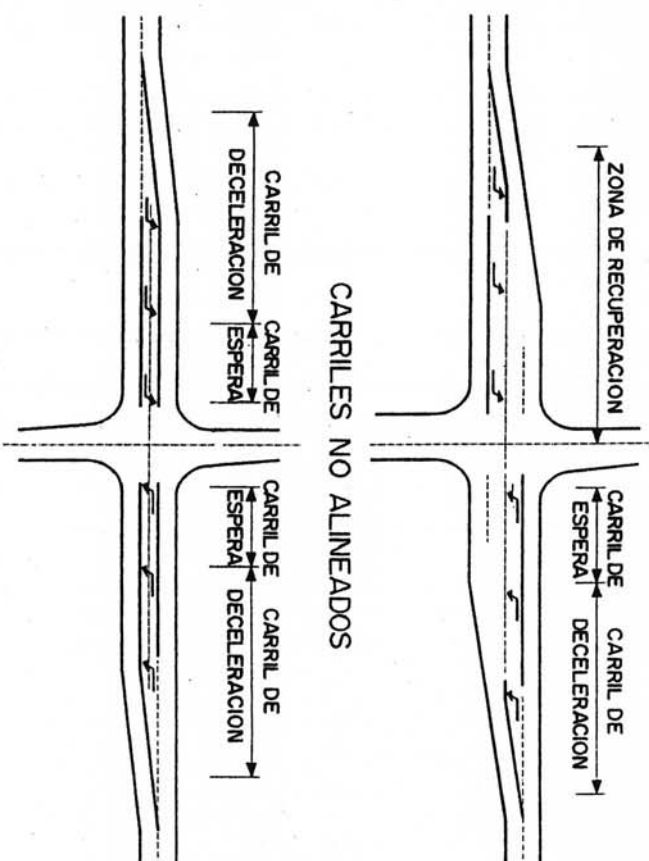 ZONA DE RECUPERACION
CARRIL DE
ESPERA
CARRIL DE
DECELERACION
CARRILES NO ALINEADOS
CARRIL DE
DECELERACION
CARRIL DE
ESPERA
CARRIL DE
ESPERA
CARRIL DE
DECELERACION